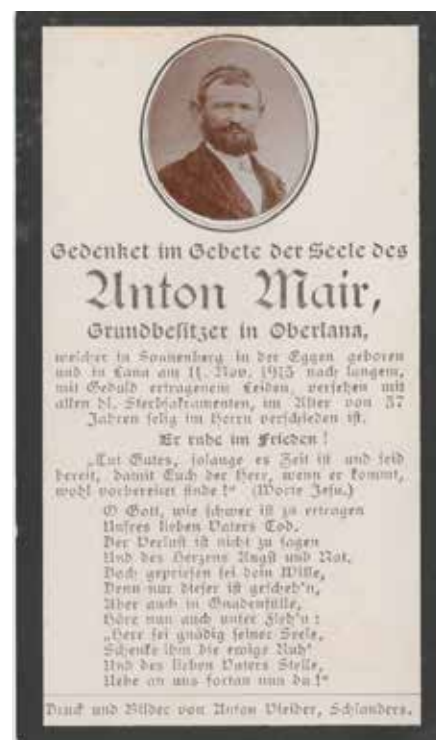 Gedenket im Gebete der Seele des
Anton Mair,
Grundbesitzer in Oberlana,
welcher in Sonnenberg in der Eggen geboren
und in Lana am 11. Nov. 1915 nach langem,
mit Geduld ertragenem Leiden, versehen mit
allen hl. Sterbsakramenten, im Alter von 57
Jahren selig im Herrn verschieden ist.
Er ruhe im Frieden!
„Tut Gutes, solange es Zeit ist und seid
bereit, damit Euch der Herr, wenn er kommt,
wohl vorbereitet finde!“ (Worte Jesu.)
O Gott, wie schwer ist zu ertragen
Unsres lieben Vaters Tod.
Der Verlust ist nicht zu sagen
Und des Herzens Angst und Not.
Doch gepriesen sei dein Wille,
Denn nur dieser ist gescheh'n,
Aber auch in Gnadenfülle,
Höre nun auch unser Fleh'n:
„Herr sei gnädig seiner Seele,
Schenke ihm die ewige Ruh'
Und des lieben Vaters Stelle,
an uns fortan nun du!“
Druck und Bilder von Anton Pleider, Schlanders.